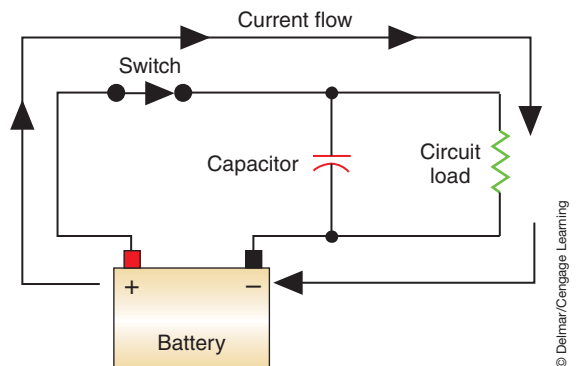 Current flow
Switch
Capacitor
Circuit
load
+ −
Battery
© Delmar/Cengage Learning